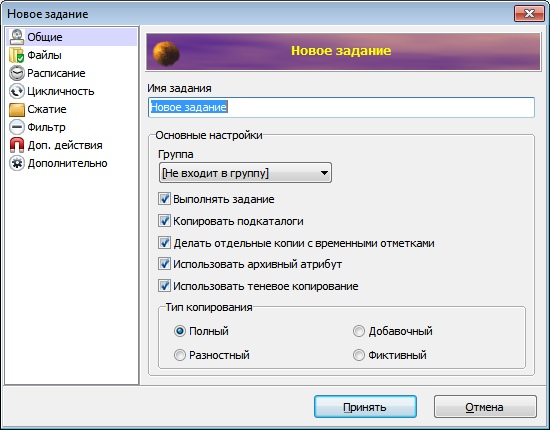 Новое задание
Общие
Файлы
Расписание
Цикличность
Сжатие
Фильтр
Доп. действия
Дополнительно
Новое задание
Имя задания
Новое задание
Основные настройки
Группа
[Не входит в группу]
Выполнять задание
Копировать подкаталоги
Делать отдельные копии с временными отметками
Использовать архивный атрибут
Использовать теневое копирование
Тип копирования
Полный
Добавочный
Разностный
Фиктивный
Принять
Отмена